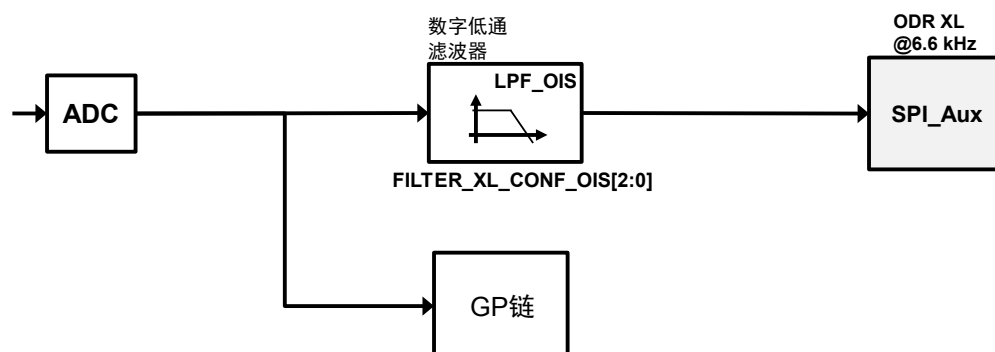 数字低通
滤波器
ODR XL
@6.6 kHz
ADC
LPF_OIS
SPI_Aux
FILTER_XL_CONF_OIS[2:0]
GP链